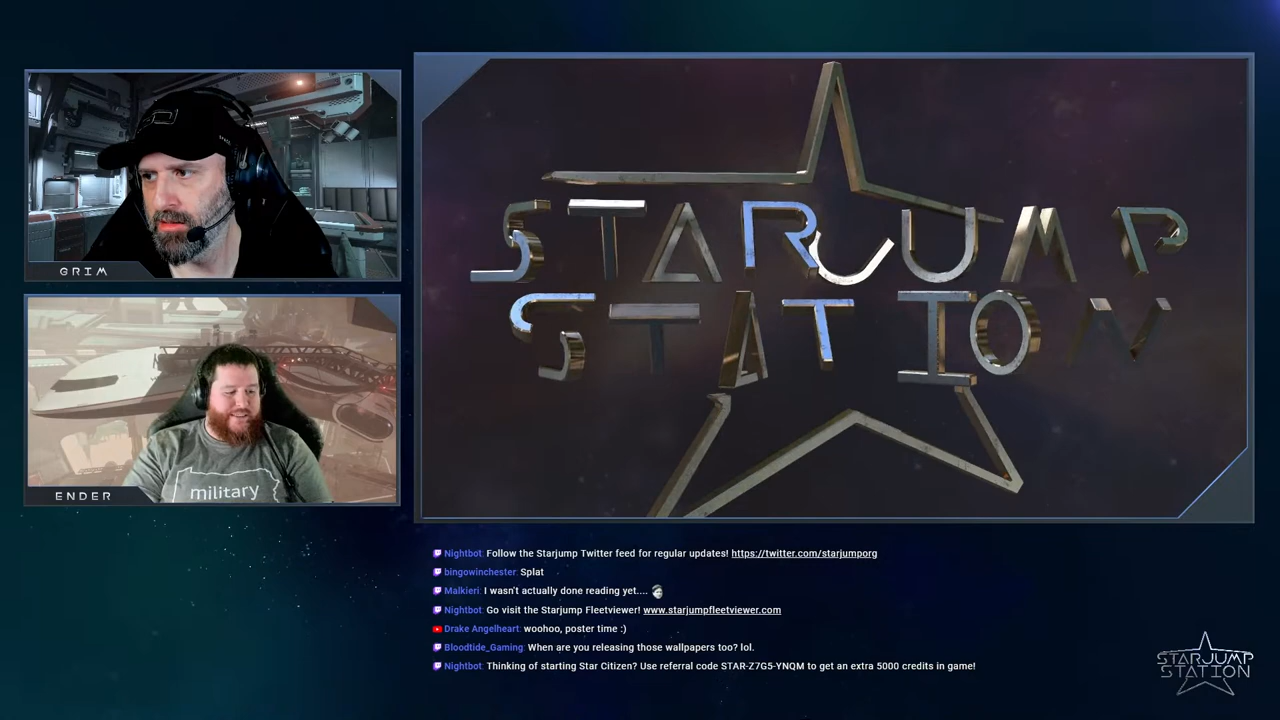 GRIM
military
ENDER
STARJUMP
STATION
Nightbot: Follow the Starjump Twitter feed for regular updates! https://twitter.com/starjumporg
bingowinchester: Splat
Malkieri: I wasn't actually done reading yet....
Nightbot: Go visit the Starjump Fleetviewer! www.starjumpfleetviewer.com
Drake Angelheart: woohoo, poster time :)
Bloodtide_Gaming: When are you releasing those wallpapers too? lol.
Nightbot: Thinking of starting Star Citizen? Use referral code STAR-Z7G5-YNQM to get an extra 5000 credits in game!
STARJUMP
STATION